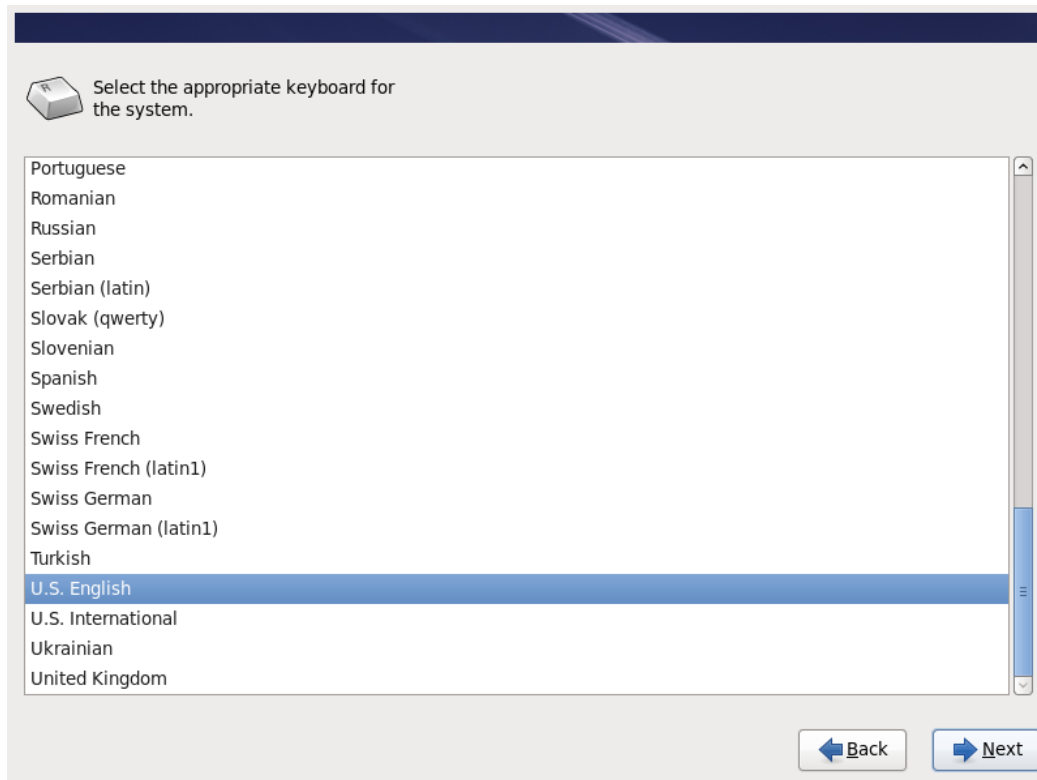 R
Select the appropriate keyboard for
the system.
Portuguese
Romanian
Russian
Serbian
Serbian (latin)
Slovak (qwerty)
Slovenian
Spanish
Swedish
Swiss French
Swiss French (latin1)
Swiss German
Swiss German (latin1)
Turkish
U.S. English
U.S. International
Ukrainian
United Kingdom
Back
Next